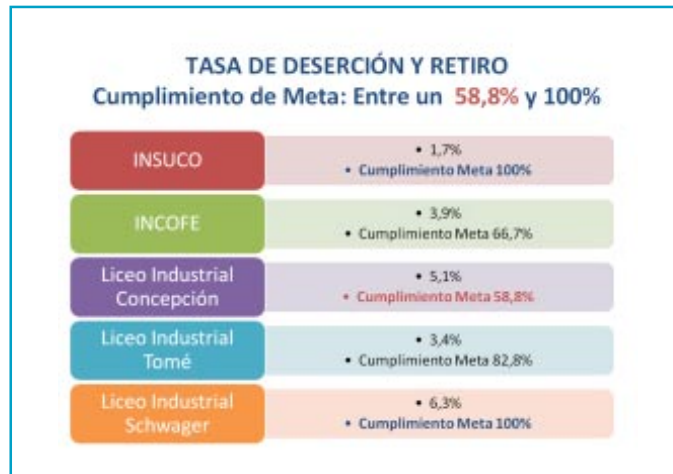 TASA DE DESERCIÓN Y RETIRO
Cumplimiento de Meta: Entre un 58,8% y 100%
INSUCO
• 1,7%
• Cumplimiento Meta 100%
INCOFE
• 3,9%
• Cumplimiento Meta 66,7%
Liceo Industrial
Concepción
• 5,1%
• Cumplimiento Meta 58,8%
Liceo Industrial
Tomé
• 3,4%
• Cumplimiento Meta 82,8%
Liceo Industrial
Schwager
• 6,3%
• Cumplimiento Meta 100%